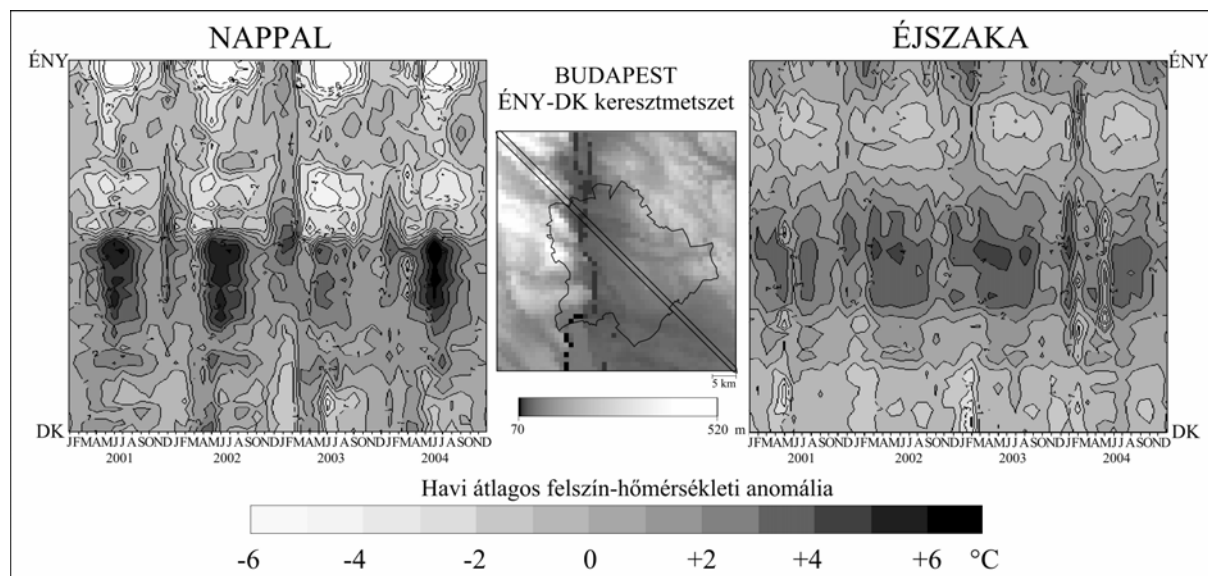 NAPPAL
ÉJSZAKA
ÉNY
ÉNY
BUDAPEST
ÉNY-DK keresztmetszet
5 km
70 520 m
DK
DK
JFMAMJJASONDJFMAMJJASONDJFMAMJJASONDJFMAMJJASOND
2001 2002 2003 2004
JFMAMJJASONDJFMAMJJASONDJFMAMJJASONDJFMAMJJASOND
2001 2002 2003 2004
Havi átlagos felszín-hőmérsékleti anomália
-6 -4 -2 0 +2 +4 +6 °C